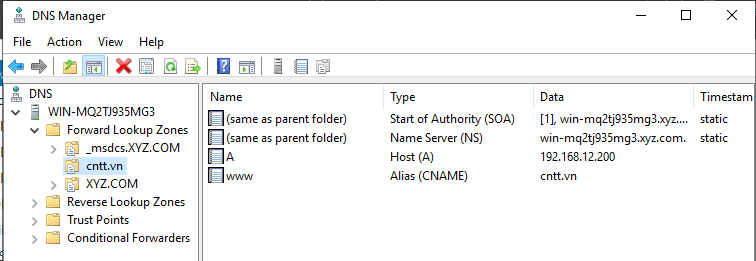 DNS Manager
File Action View Help
DNS
WIN-MQ2TJ935MG3
Forward Lookup Zones
_msdcs.XYZ.COM
cntt.vn
XYZ.COM
Reverse Lookup Zones
Trust Points
Conditional Forwarders
Name Type Data Timestam
(same as parent folder) Start of Authority (SOA) [1], win-mq2tj935mg3.xyz.... static
(same as parent folder) Name Server (NS) win-mq2tj935mg3.xyz.com. static
A Host (A) 192.168.12.200
www Alias (CNAME) cntt.vn